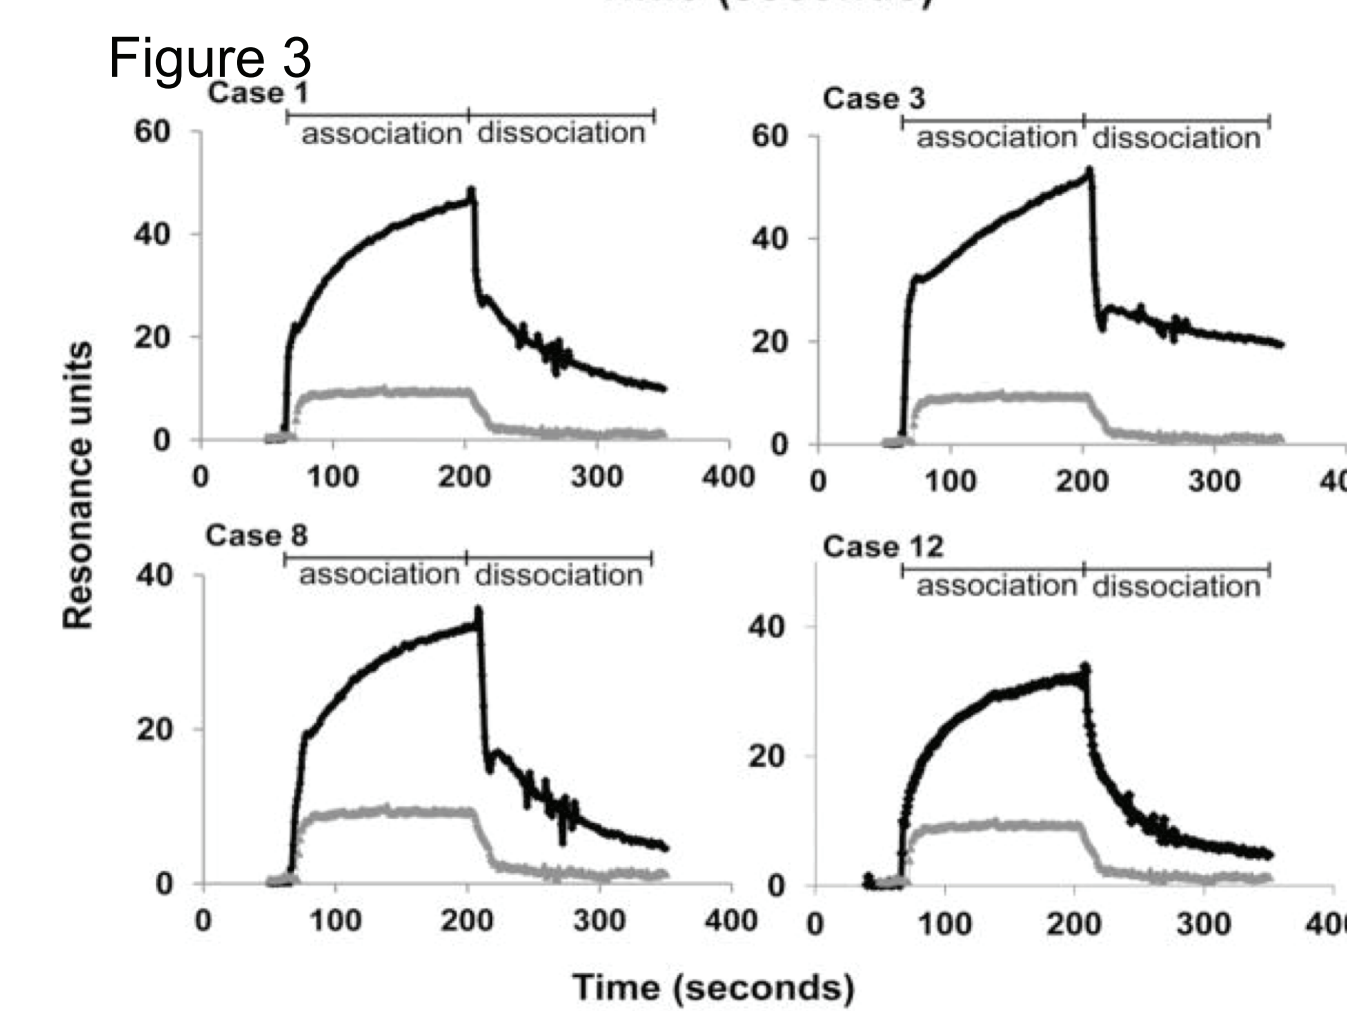 Figure 3
Case 1
association dissociation
60
40
20
0
0 100 200 300 400
Case 3
association dissociation
60
40
20
0
0 100 200 300
Resonance units
Case 8
association dissociation
40
20
0
0 100 200 300 400
Case 12
association dissociation
40
20
0
0 100 200 300
Time (seconds)